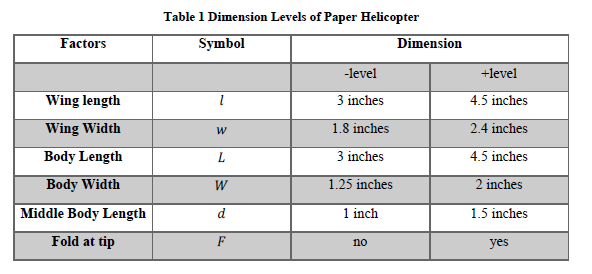 Table 1 Dimension Levels of Paper Helicopter
Factors Symbol Dimension
-level +level
Wing length l 3 inches 4.5 inches
Wing Width w 1.8 inches 2.4 inches
Body Length L 3 inches 4.5 inches
Body Width W 1.25 inches 2 inches
Middle Body Length d 1 inch 1.5 inches
Fold at tip F no yes